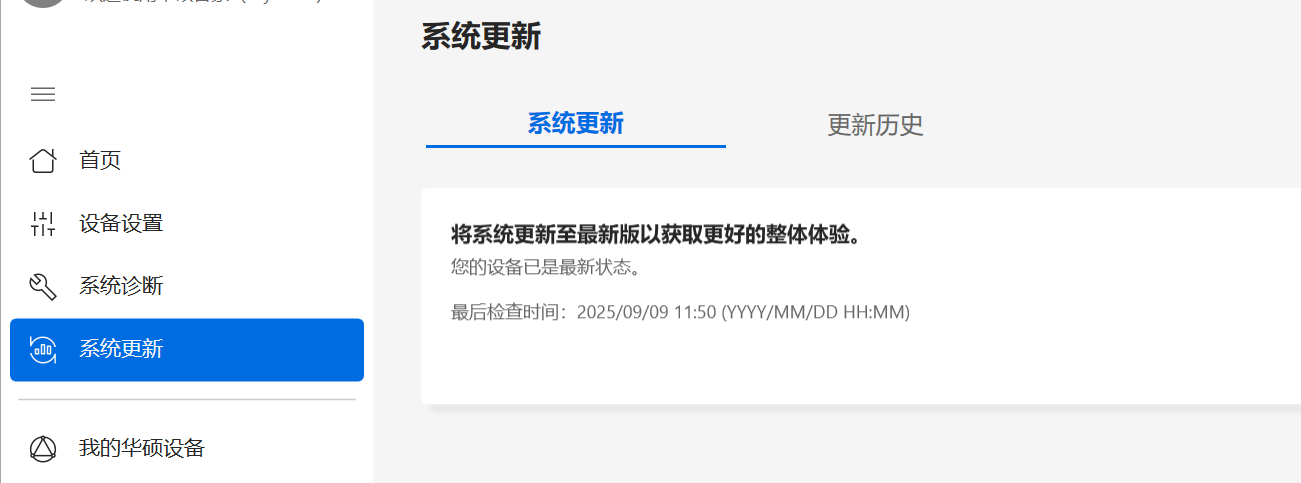 系统更新
首页
设备设置
系统诊断
系统更新
我的华硕设备
系统更新
更新历史
将系统更新至最新版以获取更好的整体体验。
您的设备已是最新状态。
最后检查时间：2025/09/09 11:50 (YYYY/MM/DD HH:MM)